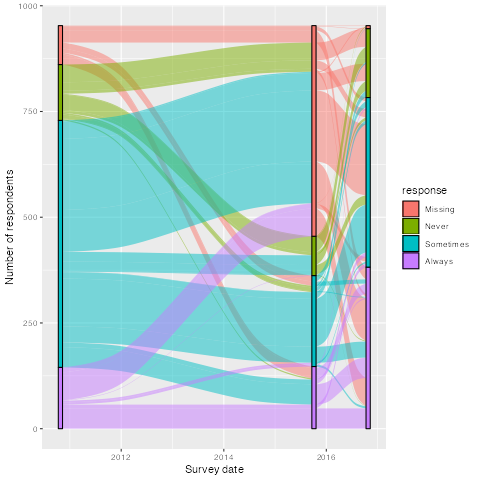 1000
750
500
250
0
Number of respondents
2012
2014
2016
Survey date
response
Missing
Never
Sometimes
Always